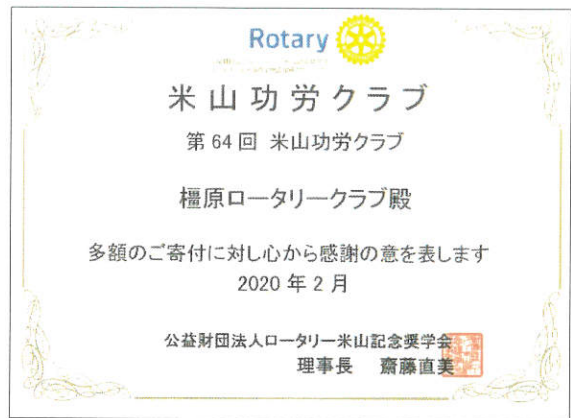 Rotary
米山功労クラブ
第64回 米山功労クラブ
橿原ロータリークラブ殿
多額のご寄付に対し心から感謝の意を表します
2020年2月
公益財団法人ロータリー米山記念奨学会
理事長 齋藤直美